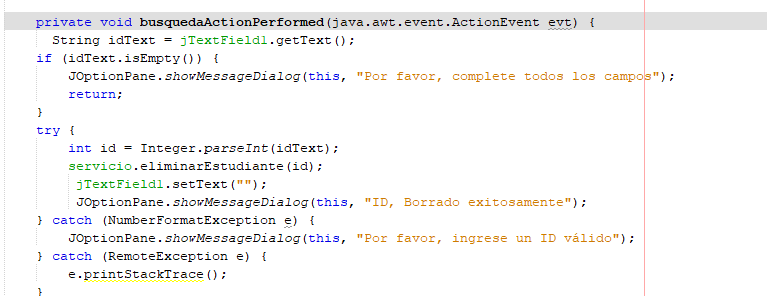 private void busquedaActionPerformed(java.awt.event.ActionEvent evt) {
String idText = jTextField1.getText();
if (idText.isEmpty()) {
JOptionPane.showMessageDialog(this, "Por favor, complete todos los campos");
return;
}
try {
int id = Integer.parseInt(idText);
servicio.eliminarEstudiante(id);
jTextField1.setText("");
JOptionPane.showMessageDialog(this, "ID, Borrado exitosamente");
} catch (NumberFormatException e) {
JOptionPane.showMessageDialog(this, "Por favor, ingrese un ID válido");
} catch (RemoteException e) {
e.printStackTrace();
}